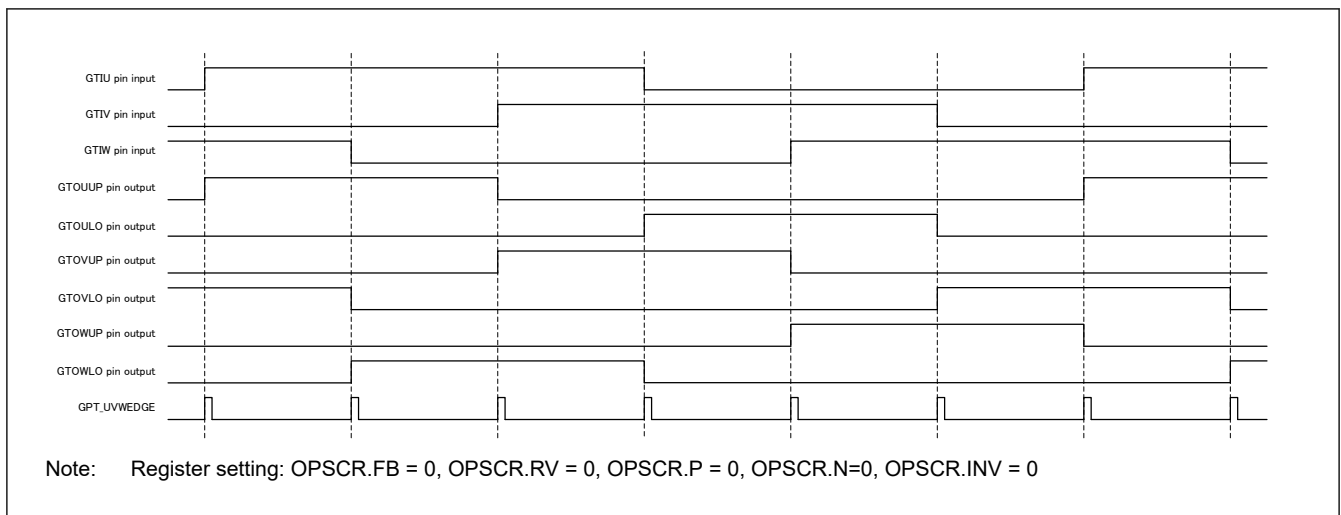 GTIU pin input
GTIV pin input
GTIW pin input
GTOUUP pin output
GTOULO pin output
GTOVUP pin output
GTOVLO pin output
GTOWUP pin output
GTOWLO pin output
GPT_UVWEDGE
Note: Register setting: OPSCR.FB = 0, OPSCR.RV = 0, OPSCR.P = 0, OPSCR.N=0, OPSCR.INV = 0